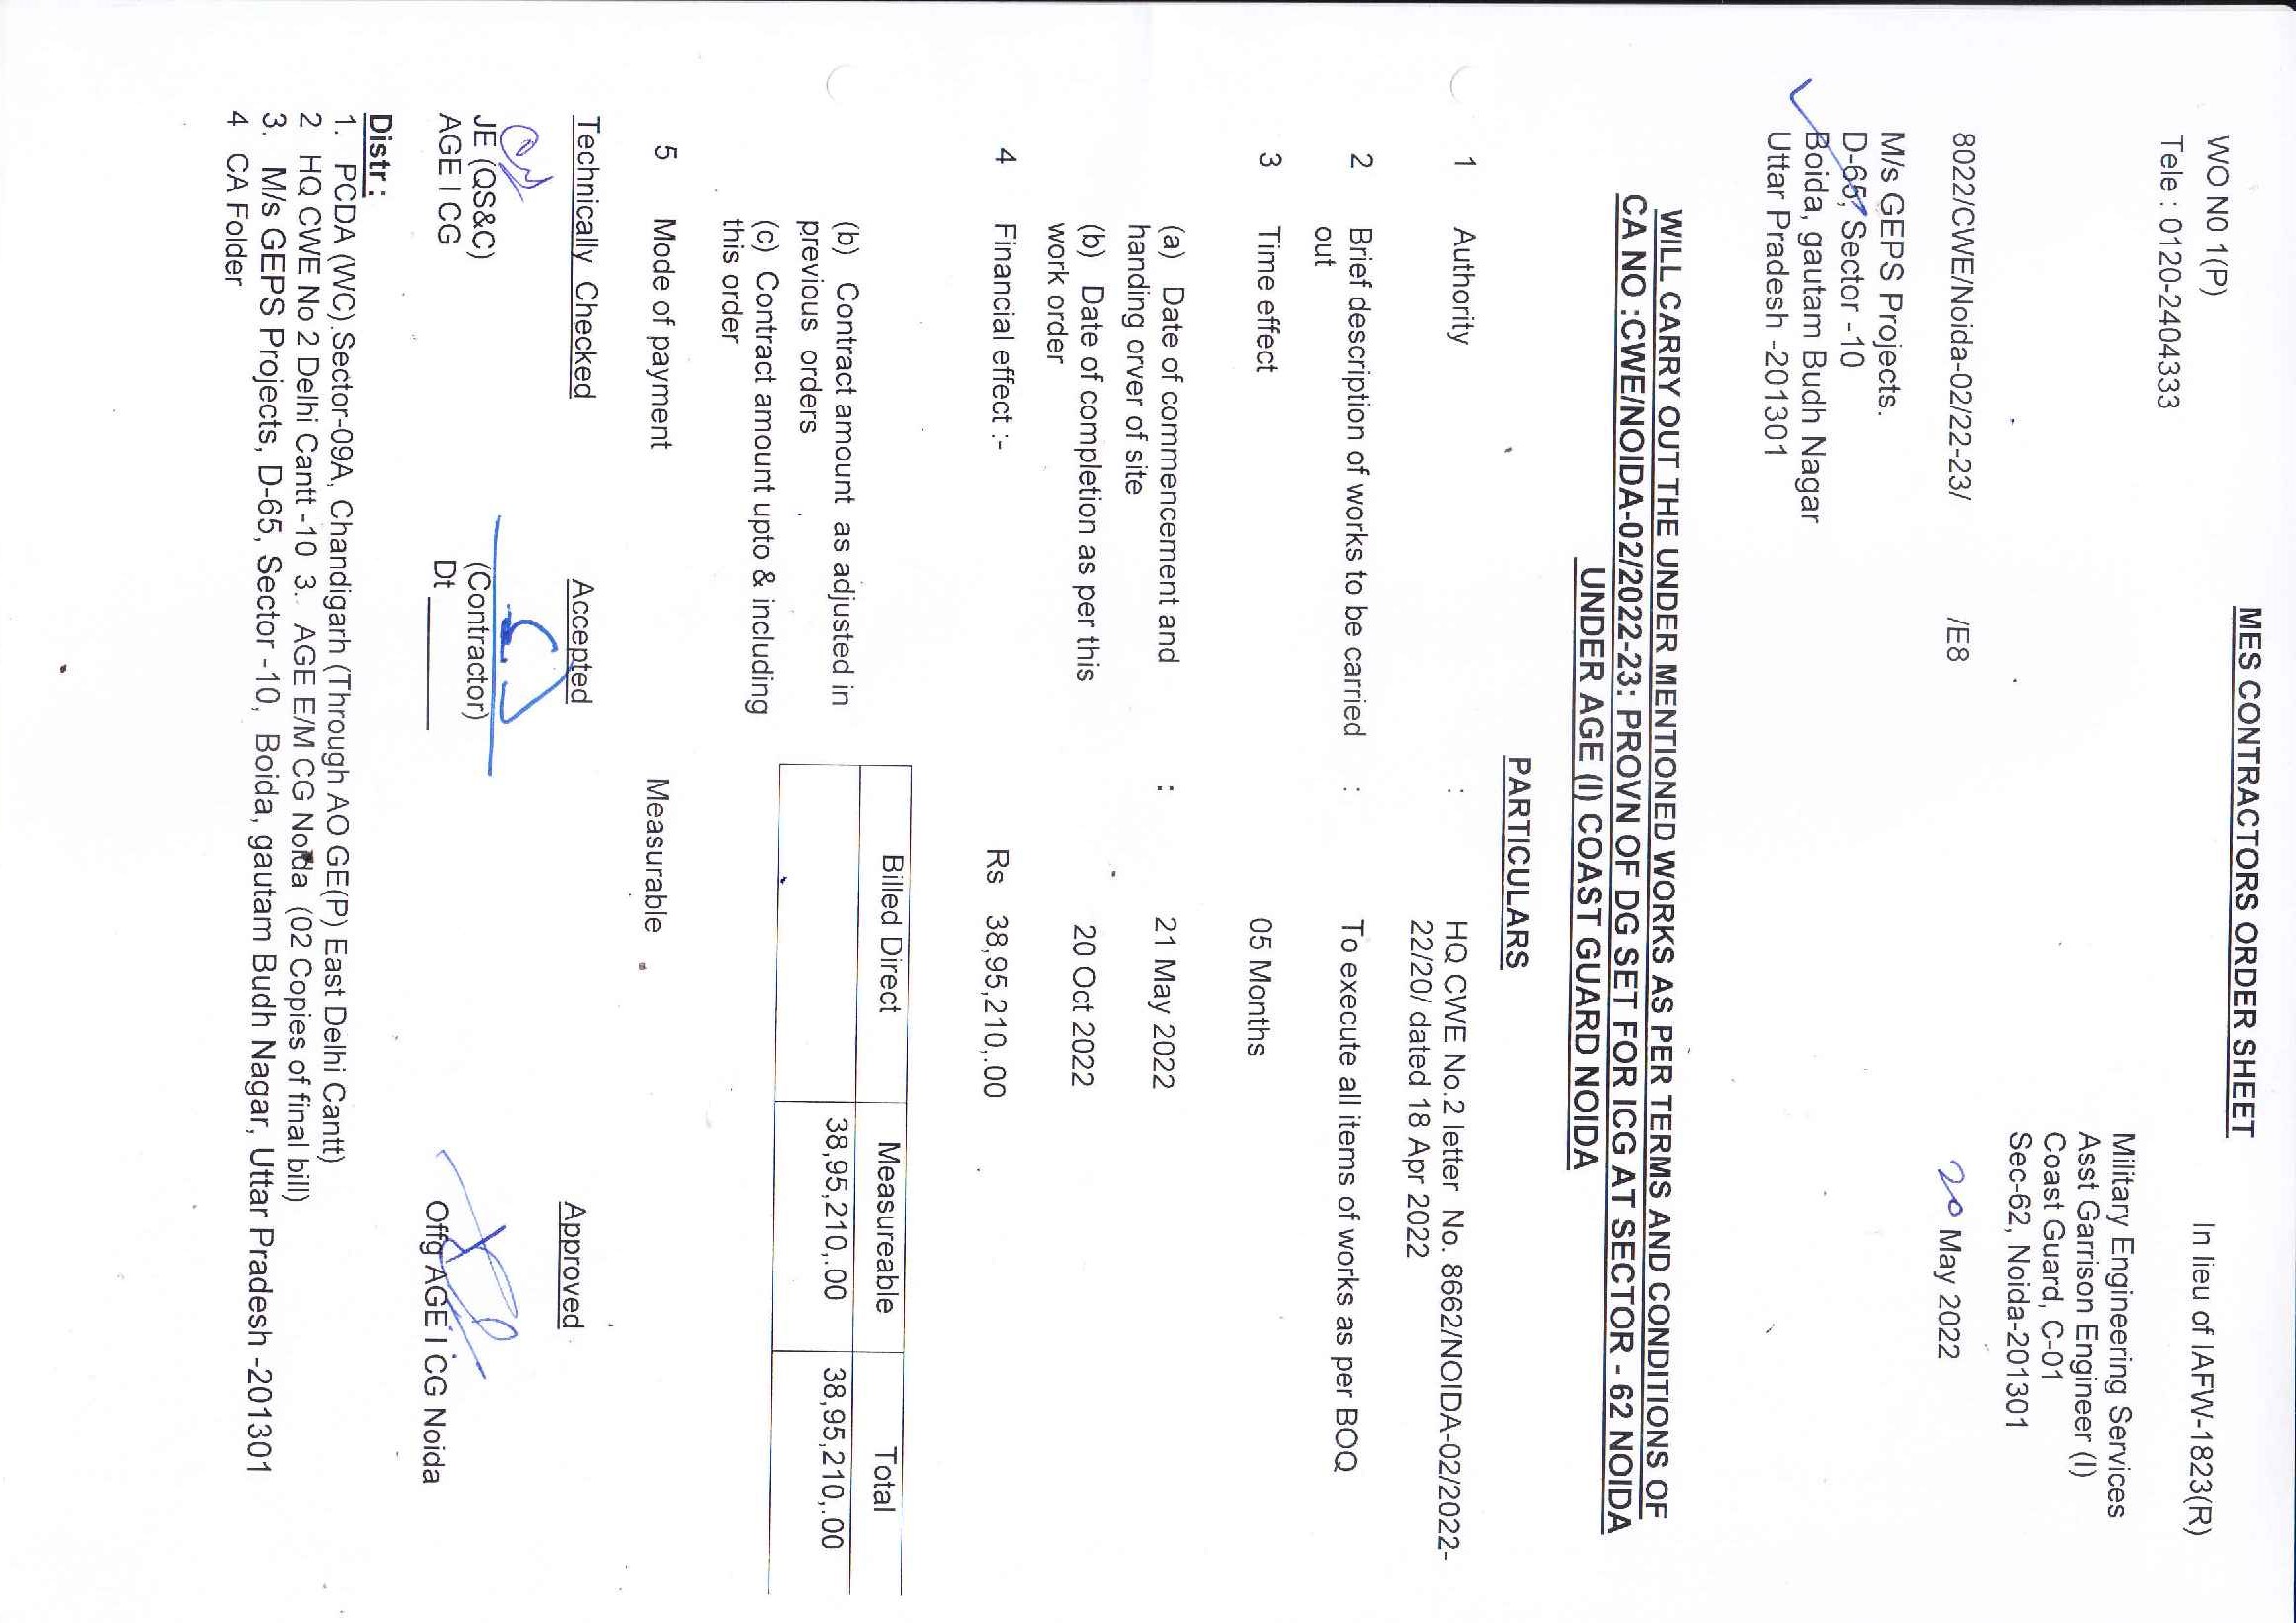 MES CONTRACTORS ORDER SHEET
WO N0 1(P)
In lieu of IAFW-1823(R)
Tele : 0120-2404333
Military Engineering Services
Asst Garrison Engineer (I)
Coast Guard, C-01
Sec-62, Noida-201301
8022/CWE/Noida-02/22-23/ /E8
20 May 2022
M/s GEPS Projects.
D-65, Sector -10
Boida, gautam Budh Nagar
Uttar Pradesh -201301
WILL CARRY OUT THE UNDER MENTIONED WORKS AS PER TERMS AND CONDITIONS OF
CA NO :CWE/NOIDA-02/2022-23: PROVN OF DG SET FOR ICG AT SECTOR - 62 NOIDA
UNDER AGE (I) COAST GUARD NOIDA
PARTICULARS
1 Authority : HQ CWE No.2 letter No. 8662/NOIDA-02/2022-
22/20/ dated 18 Apr 2022
2 Brief description of works to be carried : To execute all items of works as per BOQ
out
3 Time effect 05 Months
(a) Date of commencement and : 21 May 2022
handing orver of site
(b) Date of completion as per this 20 Oct 2022
work order
4 Financial effect :- Rs 38,95,210,.00
Billed Direct Measureable Total
(b) Contract amount as adjusted in 38,95,210,.00 38,95,210,.00
previous orders
(c) Contract amount upto & including
this order
5 Mode of payment Measurable
Technically Checked Accepted Approved
JE (QS&C) (Contractor)
AGE I CG Dt Offg AGE I CG Noida
Distr :
1. PCDA (WC).Sector-09A, Chandigarh (Through AO GE(P) East Delhi Cantt)
2 HQ CWE No 2 Delhi Cantt -10 3. AGE E/M CG Noida (02 Copies of final bill)
3. M/s GEPS Projects, D-65, Sector -10, Boida, gautam Budh Nagar, Uttar Pradesh -201301
4 CA Folder